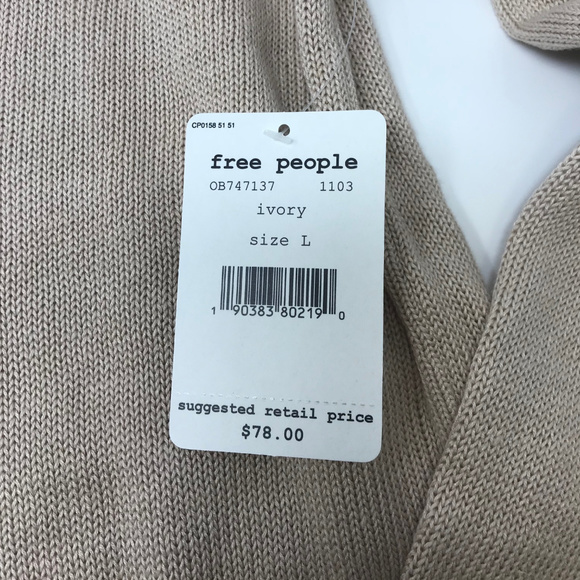 CP0158 51 51
free people
OB747137 1103
ivory
size L
1 90383 80219 0
suggested retail price
$78.00